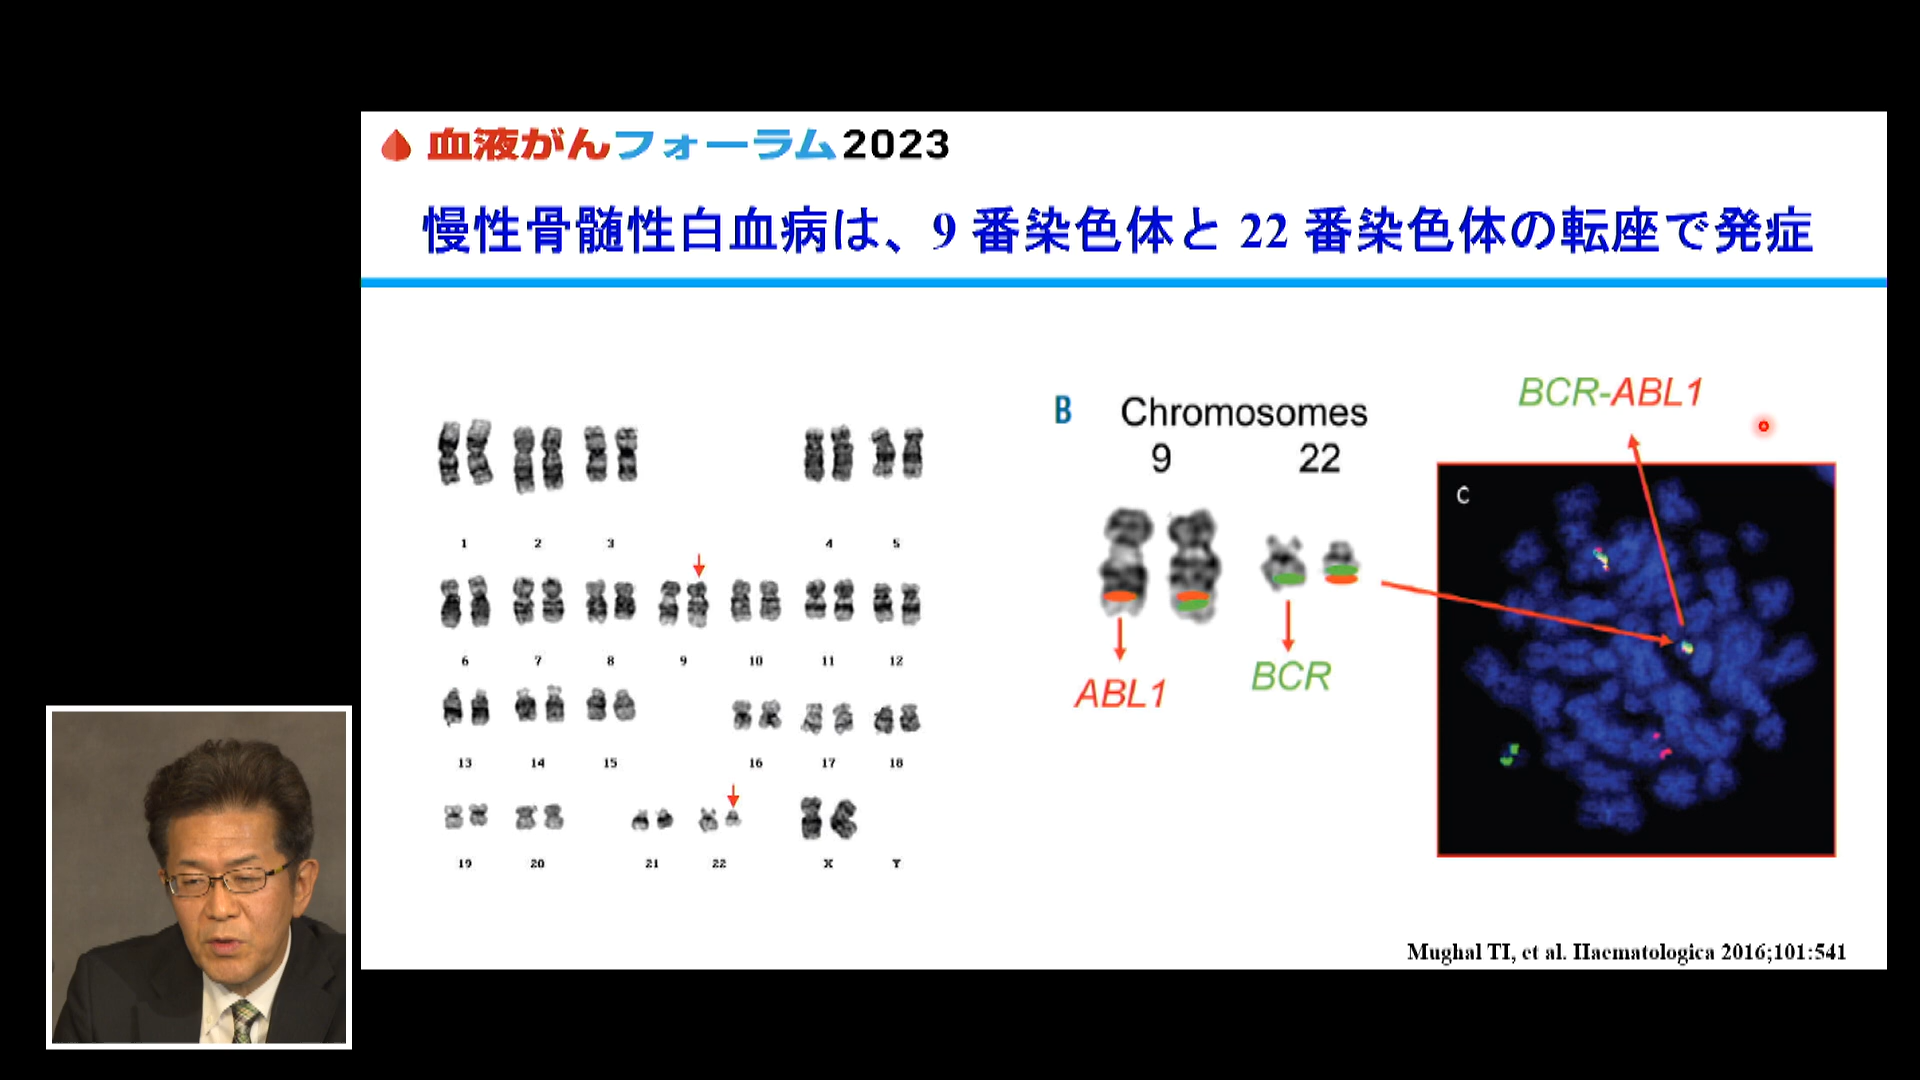 血液がんフォーラム2023
慢性骨髄性白血病は、9 番染色体と 22 番染色体の転座で発症
1 2 3 4 5
6 7 8 9 10 11 12
13 14 15 16 17 18
19 20 21 22 X Y
B Chromosomes
9 22
ABL1
BCR
BCR-ABL1
C
Mughal TI, et al. Haematologica 2016;101:541